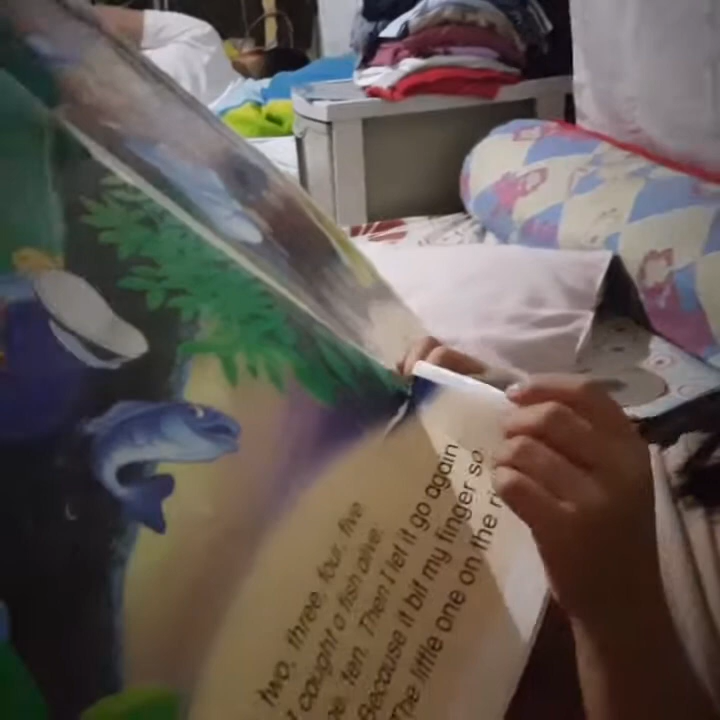 two, three, four, five
I caught a fish alive.
Then I let it go again
Because it bit my finger so.
The little one on the